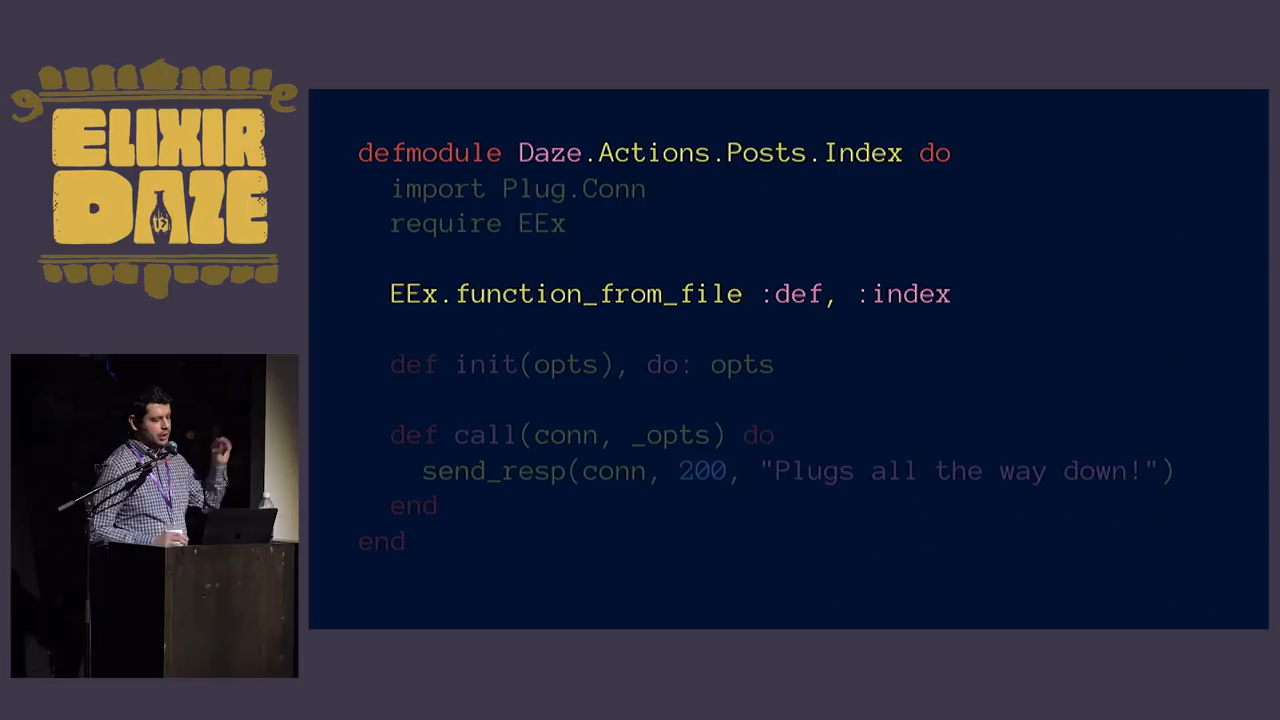 ELIXIR
DAZE
defmodule Daze.Actions.Posts.Index do
import Plug.Conn
require EEx
EEx.function_from_file :def, :index
def init(opts), do: opts
def call(conn, _opts) do
send_resp(conn, 200, "Plugs all the way down!")
end
end